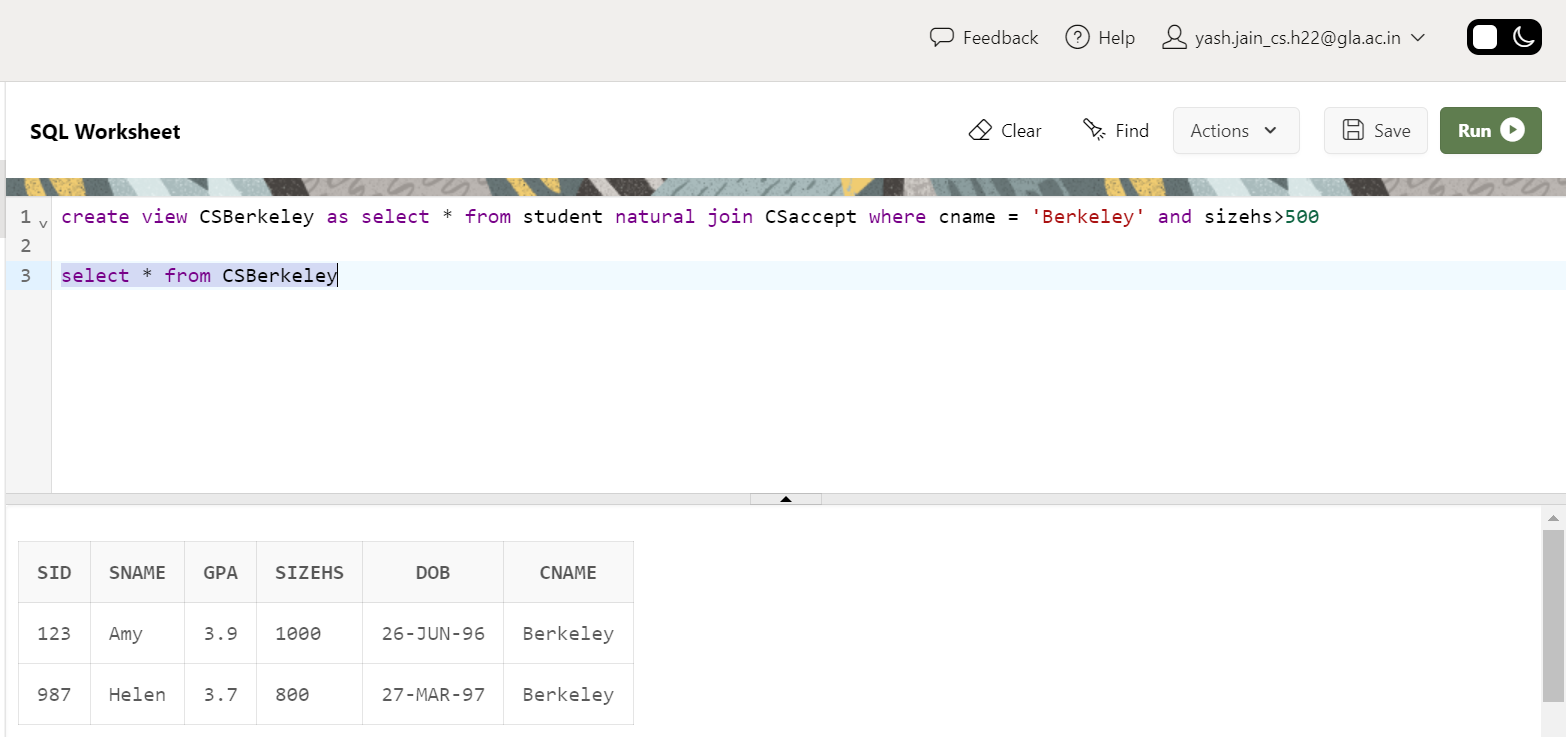 Feedback Help yash.jain_cs.h22@gla.ac.in
SQL Worksheet Clear Find Actions Save Run
1 create view CSBerkeley as select * from student natural join CSaccept where cname = 'Berkeley' and sizehs>500
2
3 select * from CSBerkeley
SID SNAME GPA SIZEHS DOB CNAME
123 Amy 3.9 1000 26-JUN-96 Berkeley
987 Helen 3.7 800 27-MAR-97 Berkeley